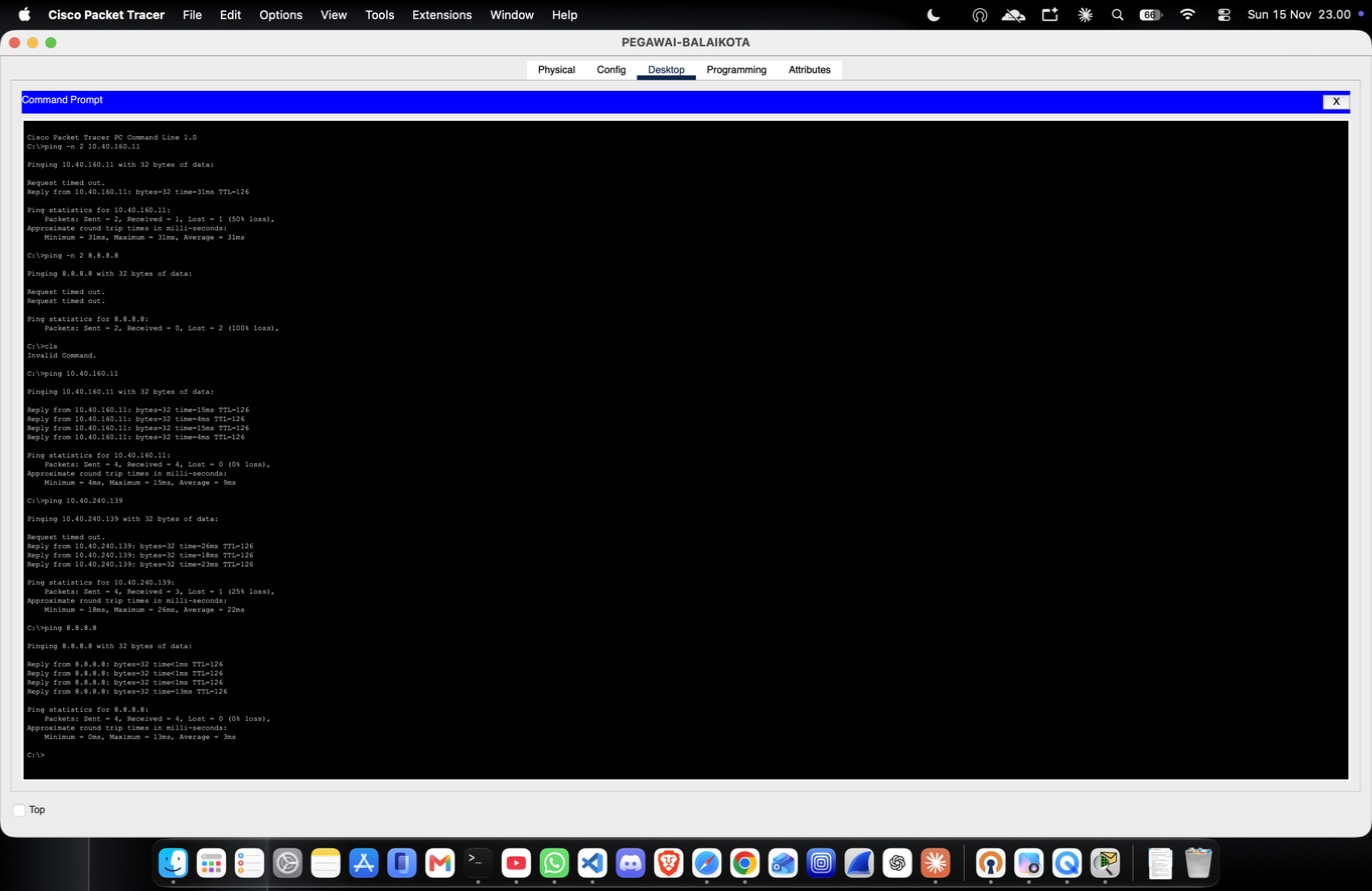 Cisco Packet Tracer File Edit Options View Tools Extensions Window Help 66 Sun 15 Nov 23.00
PEGAWAI-BALAIKOTA
Physical Config Desktop Programming Attributes
Command Prompt X
Cisco Packet Tracer PC Command Line 1.0
C:\>ping -n 2 10.40.160.11
Pinging 10.40.160.11 with 32 bytes of data:
Request timed out.
Reply from 10.40.160.11: bytes=32 time=31ms TTL=126
Ping statistics for 10.40.160.11:
Packets: Sent = 2, Received = 1, Lost = 1 (50% loss),
Approximate round trip times in milli-seconds:
Minimum = 31ms, Maximum = 31ms, Average = 31ms
C:\>ping -n 2 8.8.8.8
Pinging 8.8.8.8 with 32 bytes of data:
Request timed out.
Request timed out.
Ping statistics for 8.8.8.8:
Packets: Sent = 2, Received = 0, Lost = 2 (100% loss),
C:\>cls
Invalid Command.
C:\>ping 10.40.160.11
Pinging 10.40.160.11 with 32 bytes of data:
Reply from 10.40.160.11: bytes=32 time=15ms TTL=126
Reply from 10.40.160.11: bytes=32 time=4ms TTL=126
Reply from 10.40.160.11: bytes=32 time=15ms TTL=126
Reply from 10.40.160.11: bytes=32 time=4ms TTL=126
Ping statistics for 10.40.160.11:
Packets: Sent = 4, Received = 4, Lost = 0 (0% loss),
Approximate round trip times in milli-seconds:
Minimum = 4ms, Maximum = 15ms, Average = 9ms
C:\>ping 10.40.240.139
Pinging 10.40.240.139 with 32 bytes of data:
Request timed out.
Reply from 10.40.240.139: bytes=32 time=26ms TTL=126
Reply from 10.40.240.139: bytes=32 time=18ms TTL=126
Reply from 10.40.240.139: bytes=32 time=23ms TTL=126
Ping statistics for 10.40.240.139:
Packets: Sent = 4, Received = 3, Lost = 1 (25% loss),
Approximate round trip times in milli-seconds:
Minimum = 18ms, Maximum = 26ms, Average = 22ms
C:\>ping 8.8.8.8
Pinging 8.8.8.8 with 32 bytes of data:
Reply from 8.8.8.8: bytes=32 time<1ms TTL=126
Reply from 8.8.8.8: bytes=32 time<1ms TTL=126
Reply from 8.8.8.8: bytes=32 time<1ms TTL=126
Reply from 8.8.8.8: bytes=32 time=13ms TTL=126
Ping statistics for 8.8.8.8:
Packets: Sent = 4, Received = 4, Lost = 0 (0% loss),
Approximate round trip times in milli-seconds:
Minimum = 0ms, Maximum = 13ms, Average = 3ms
C:\>
Top